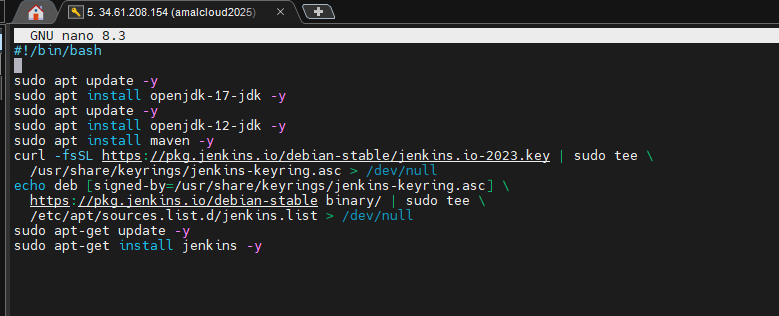 5. 34.61.208.154 (amalcloud2025)
GNU nano 8.3
#!/bin/bash
sudo apt update -y
sudo apt install openjdk-17-jdk -y
sudo apt update -y
sudo apt install openjdk-12-jdk -y
sudo apt install maven -y
curl -fsSL https://pkg.jenkins.io/debian-stable/jenkins.io-2023.key | sudo tee \
  /usr/share/keyrings/jenkins-keyring.asc > /dev/null
echo deb [signed-by=/usr/share/keyrings/jenkins-keyring.asc] \
  https://pkg.jenkins.io/debian-stable binary/ | sudo tee \
  /etc/apt/sources.list.d/jenkins.list > /dev/null
sudo apt-get update -y
sudo apt-get install jenkins -y